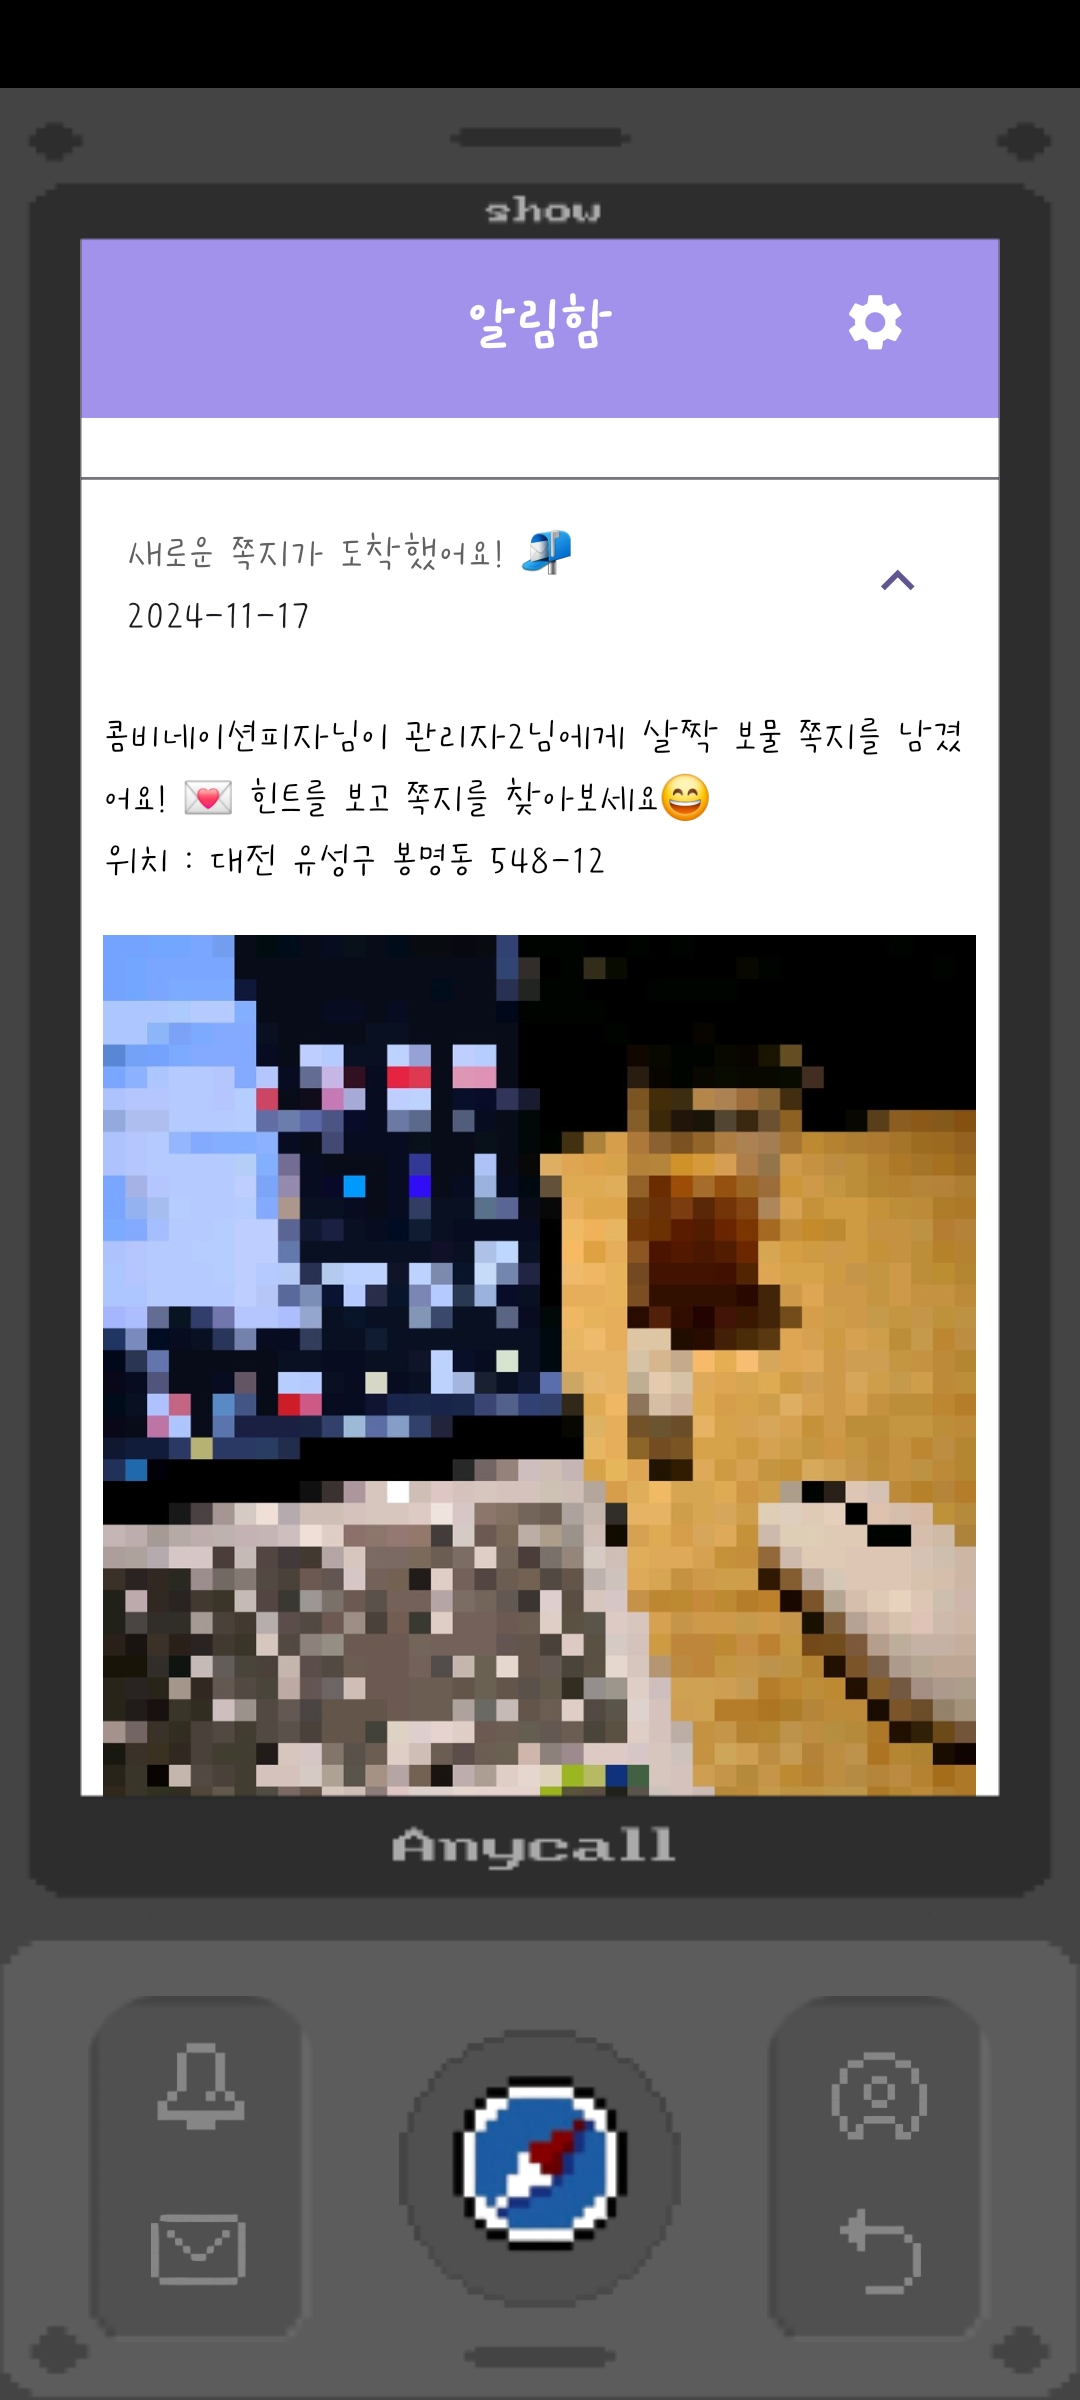 show
알림함
새로운 쪽지가 도착했어요! 📬
2024-11-17
콤비네이션피자님이 관리자2님에게 살짝 보물 쪽지를 남겼
어요! 💌 힌트를 보고 쪽지를 찾아보세요😄
위치 : 대전 유성구 봉명동 548-12
Anycall